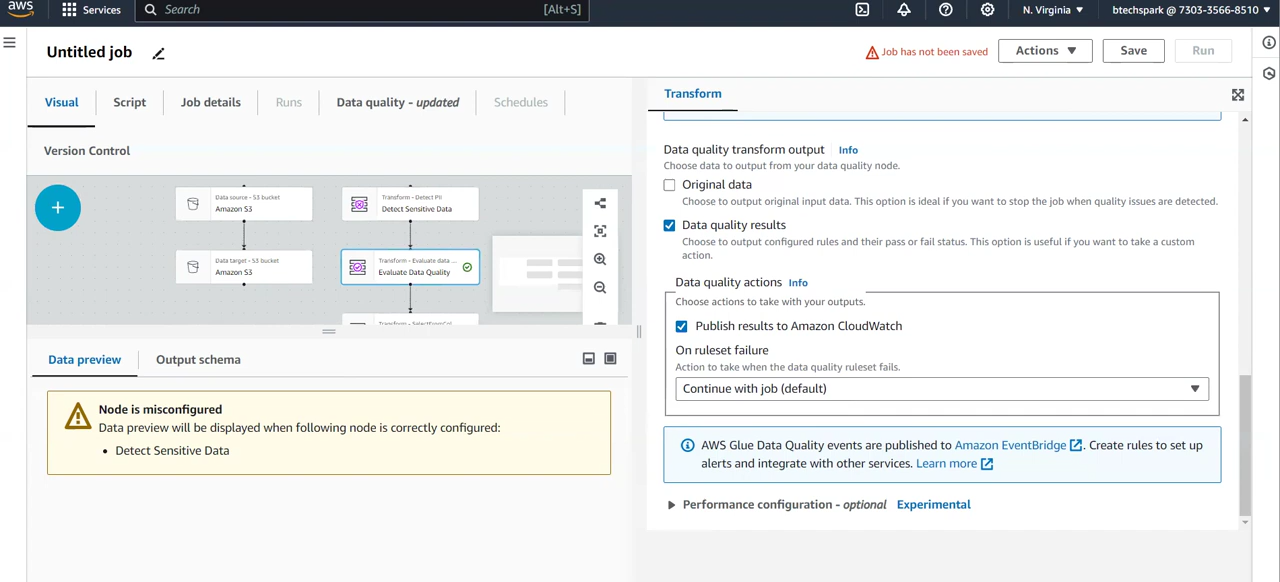 aws
Services
Search
[Alt+S]
N. Virginia
btechspark @ 7303-3566-8510
Untitled job
Job has not been saved
Actions
Save
Run
Visual
Script
Job details
Runs
Data quality - updated
Schedules
Version Control
Data source - S3 bucket
Amazon S3
Transform - Detect PII
Detect Sensitive Data
Data target - S3 bucket
Amazon S3
Transform - Evaluate data ...
Evaluate Data Quality
Data preview
Output schema
Node is misconfigured
Data preview will be displayed when following node is correctly configured:
• Detect Sensitive Data
Transform
Data quality transform output
Info
Choose data to output from your data quality node.
Original data
Choose to output original input data. This option is ideal if you want to stop the job when quality issues are detected.
Data quality results
Choose to output configured rules and their pass or fail status. This option is useful if you want to take a custom
action.
Data quality actions
Info
Choose actions to take with your outputs.
Publish results to Amazon CloudWatch
On ruleset failure
Action to take when the data quality ruleset fails.
Continue with job (default)
AWS Glue Data Quality events are published to Amazon EventBridge. Create rules to set up
alerts and integrate with other services. Learn more
Performance configuration - optional
Experimental